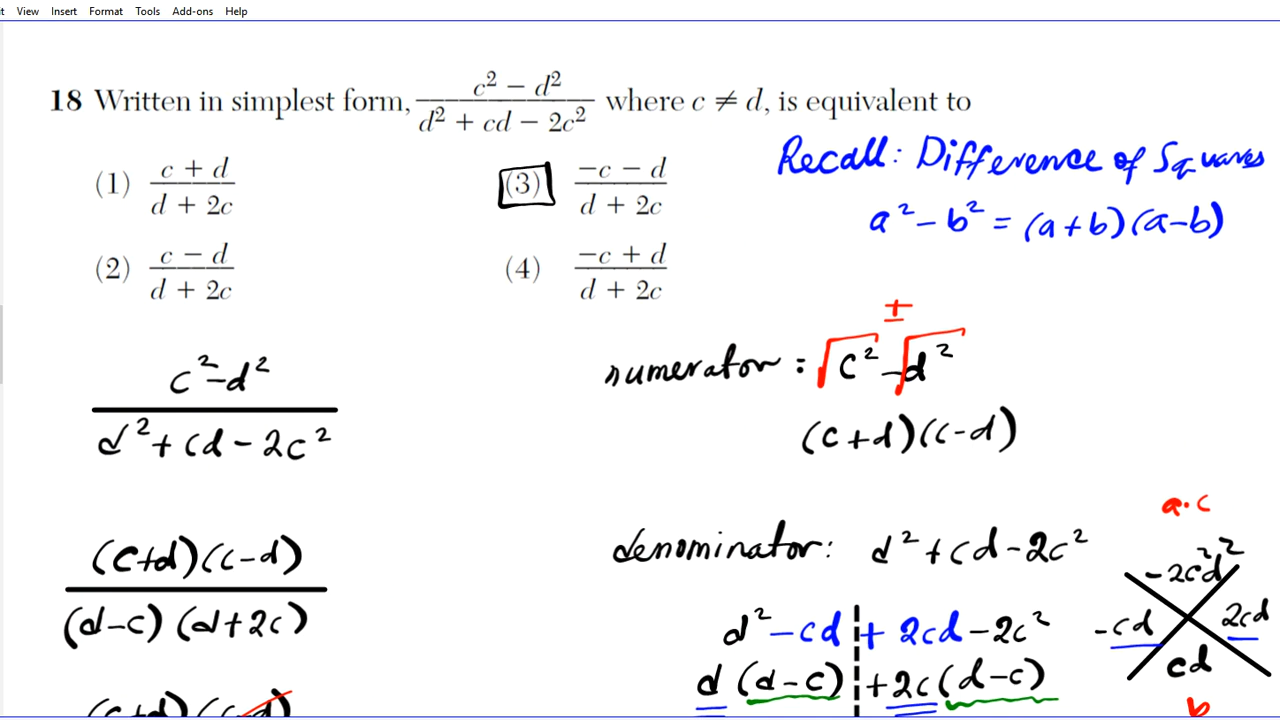 it View Insert Format Tools Add-ons Help
18 Written in simplest form, (c² − d²)/(d² + cd − 2c²) where c ≠ d, is equivalent to
(1) (c + d)/(d + 2c) (3) (−c − d)/(d + 2c)
(2) (c − d)/(d + 2c) (4) (−c + d)/(d + 2c)
Recall: Difference of Squares
a² − b² = (a+b)(a−b)
c² − d²
d² + cd − 2c²
(c+d)(c−d)
(d−c)(d+2c)
±
numerator: √c² − √d²
(c+d)(c−d)
denominator: d² + cd − 2c²
d² − cd + 2cd − 2c²
d (d−c) + 2c (d−c)
a·c
−2c²d²
−cd 2cd
cd
b
(c+d)(c−d)